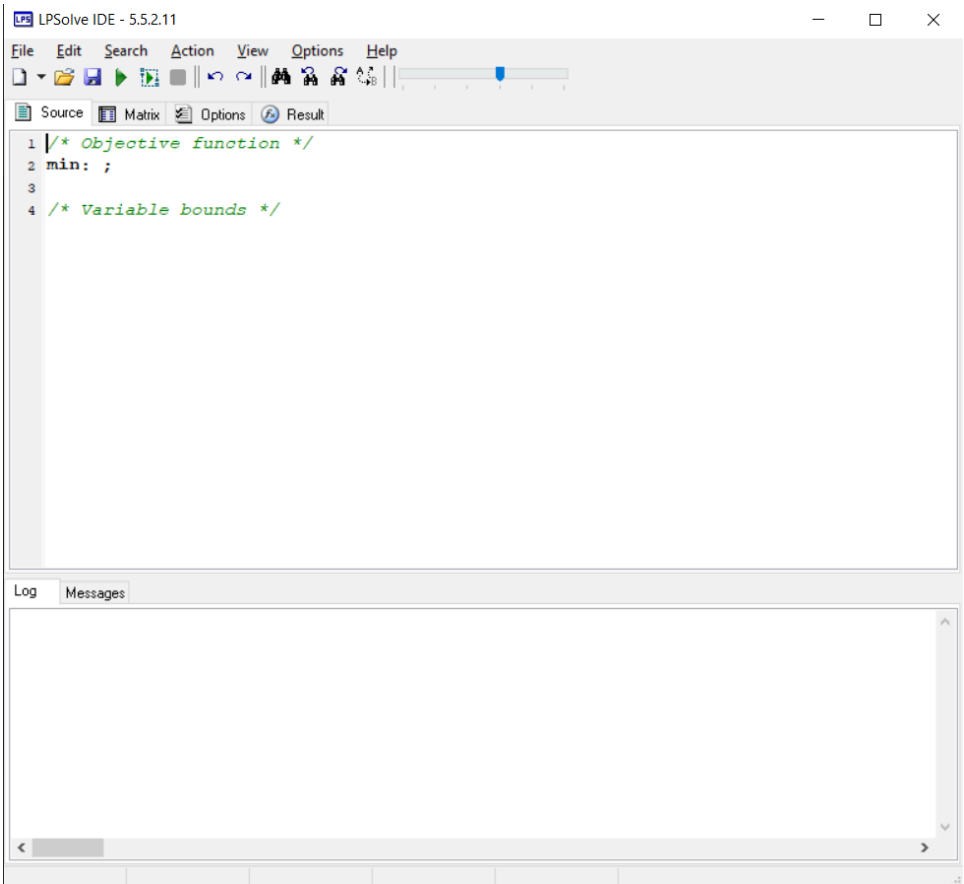 LPS LPSolve IDE - 5.5.2.11
File Edit Search Action View Options Help
Source Matrix Options Result
1 /* Objective function */
2 min: ;
3
4 /* Variable bounds */
Log Messages